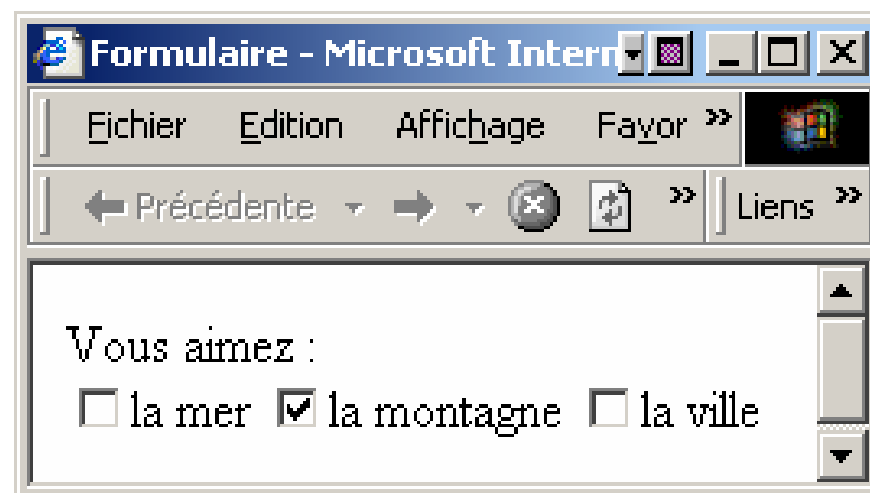 Formulaire - Microsoft Intern
Fichier Edition Affichage Favor »
Précédente » Liens »
Vous aimez :
la mer la montagne la ville